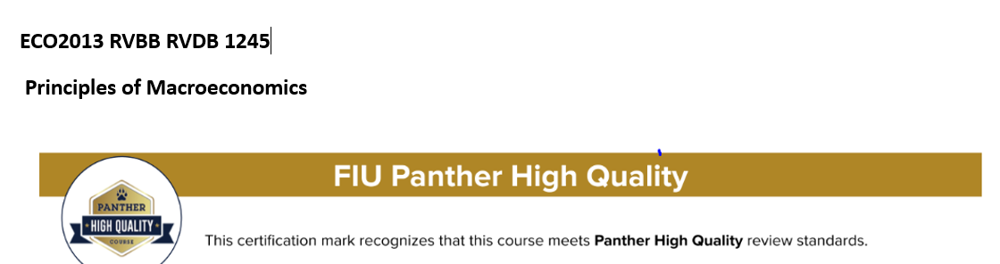 ECO2013 RVBB RVDB 1245
Principles of Macroeconomics
FIU Panther High Quality
PANTHER
HIGH QUALITY
COURSE
This certification mark recognizes that this course meets Panther High Quality review standards.